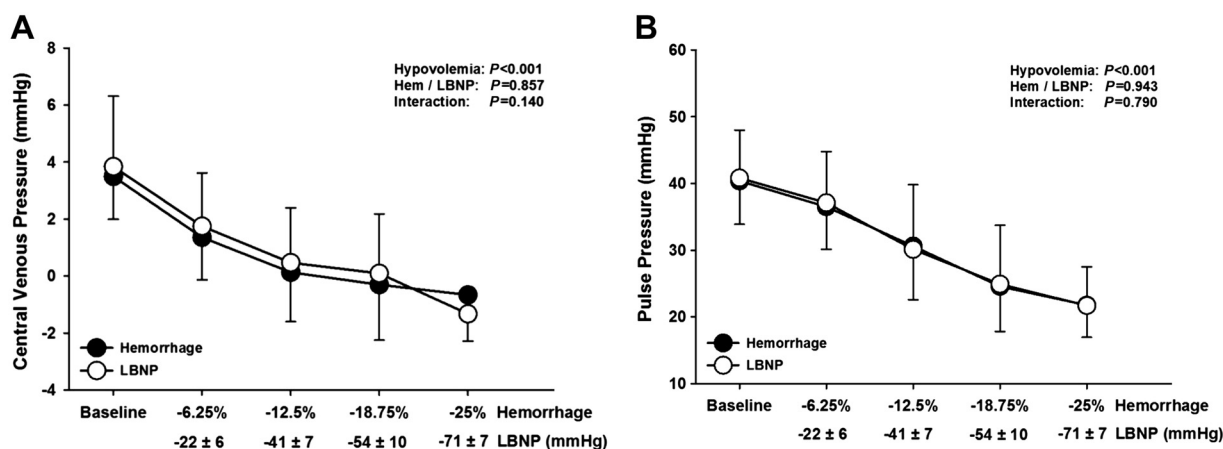 A
Central Venous Pressure (mmHg)
8
6
4
2
0
-2
-4
Hypovolemia: P<0.001
Hem / LBNP: P=0.857
Interaction: P=0.140
Hemorrhage
LBNP
Baseline -6.25% -12.5% -18.75% -25% Hemorrhage
-22 ± 6 -41 ± 7 -54 ± 10 -71 ± 7 LBNP (mmHg)
B
Pulse Pressure (mmHg)
60
50
40
30
20
10
Hypovolemia: P<0.001
Hem / LBNP: P=0.943
Interaction: P=0.790
Hemorrhage
LBNP
Baseline -6.25% -12.5% -18.75% -25% Hemorrhage
-22 ± 6 -41 ± 7 -54 ± 10 -71 ± 7 LBNP (mmHg)